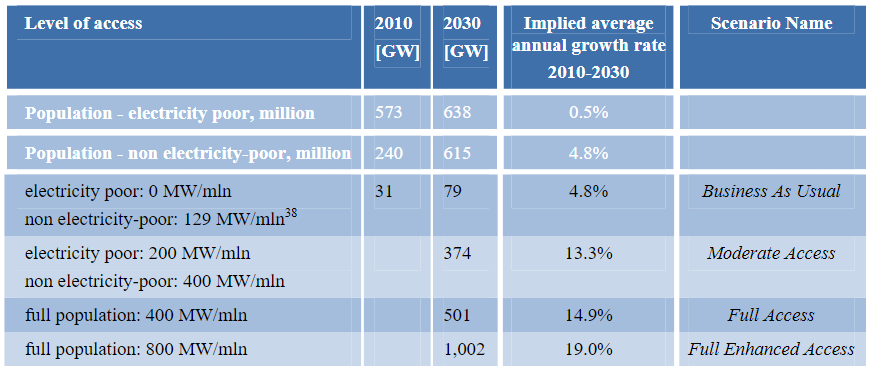 Level of access 2010 [GW] 2030 [GW] Implied average annual growth rate 2010-2030 Scenario Name
Population - electricity poor, million 573 638 0.5%
Population - non electricity-poor, million 240 615 4.8%
electricity poor: 0 MW/mln 31 79 4.8% Business As Usual
non electricity-poor: 129 MW/mln38
electricity poor: 200 MW/mln 374 13.3% Moderate Access
non electricity-poor: 400 MW/mln
full population: 400 MW/mln 501 14.9% Full Access
full population: 800 MW/mln 1,002 19.0% Full Enhanced Access